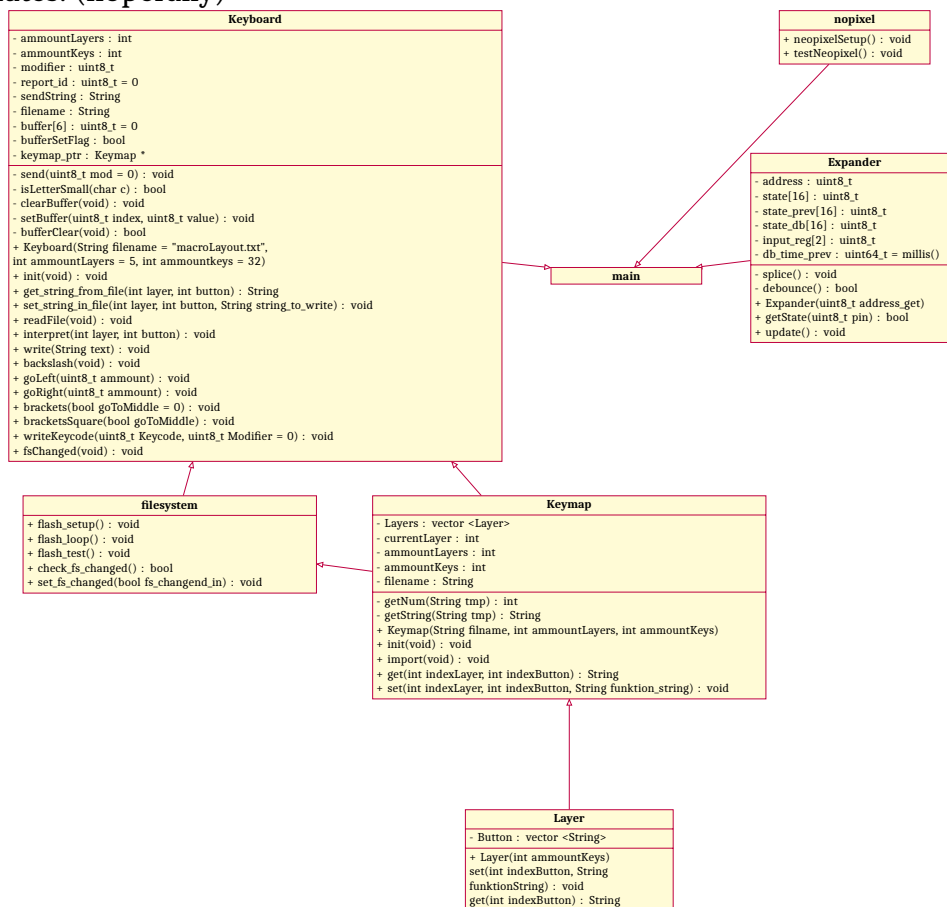 Keyboard
- ammountLayers : int
- ammountKeys : int
- modifier : uint8_t
- report_id : uint8_t = 0
- sendString : String
- filename : String
- buffer[6] : uint8_t = 0
- bufferSetFlag : bool
- keymap_ptr : Keymap *
- send(uint8_t mod = 0) : void
- isLetterSmall(char c) : bool
- clearBuffer(void) : void
- setBuffer(uint8_t index, uint8_t value) : void
- bufferClear(void) : bool
+ Keyboard(String filename = "macroLayout.txt",
int ammountLayers = 5, int ammountkeys = 32)
+ init(void) : void
+ get_string_from_file(int layer, int button) : String
+ set_string_in_file(int layer, int button, String string_to_write) : void
+ readFile(void) : void
+ interpret(int layer, int button) : void
+ write(String text) : void
+ backslash(void) : void
+ goLeft(uint8_t ammount) : void
+ goRight(uint8_t ammount) : void
+ brackets(bool goToMiddle = 0) : void
+ bracketsSquare(bool goToMiddle) : void
+ writeKeycode(uint8_t Keycode, uint8_t Modifier = 0) : void
+ fsChanged(void) : void
nopixel
+ neopixelSetup() : void
+ testNeopixel() : void
Expander
- address : uint8_t
- state[16] : uint8_t
- state_prev[16] : uint8_t
- state_db[16] : uint8_t
- input_reg[2] : uint8_t
- db_time_prev : uint64_t = millis()
- splice() : void
- debounce() : bool
+ Expander(uint8_t address_get)
+ getState(uint8_t pin) : bool
+ update() : void
main
filesystem
+ flash_setup() : void
+ flash_loop() : void
+ flash_test() : void
+ check_fs_changed() : bool
+ set_fs_changed(bool fs_changend_in) : void
Keymap
- Layers : vector <Layer>
- currentLayer : int
- ammountLayers : int
- ammountKeys : int
- filename : String
- getNum(String tmp) : int
- getString(String tmp) : String
+ Keymap(String filname, int ammountLayers, int ammountKeys)
+ init(void) : void
+ import(void) : void
+ get(int indexLayer, int indexButton) : String
+ set(int indexLayer, int indexButton, String funktion_string) : void
Layer
- Button : vector <String>
+ Layer(int ammountKeys)
set(int indexButton, String
funktionString) : void
get(int indexButton) : String